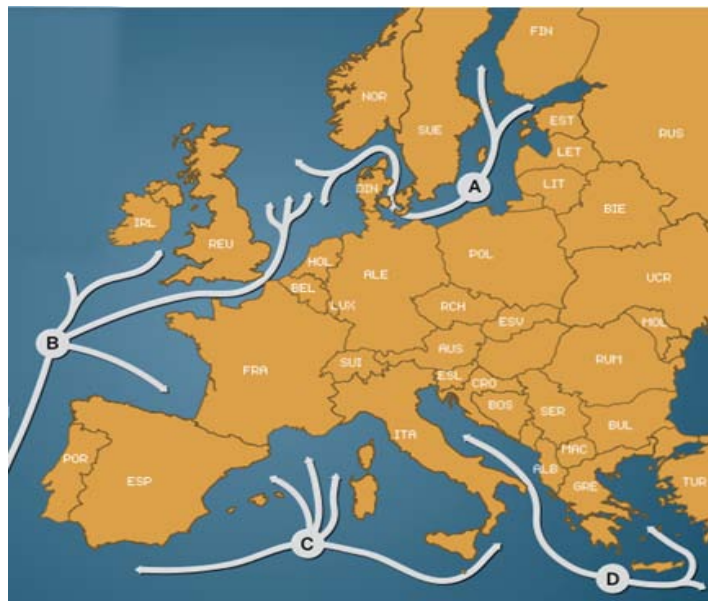 FIN
NOR
SUE
EST
RUS
LET
A
DIN
LIT
BIE
IRL
REU
HOL
POL
ALE
BEL
UCR
LUX
RCH
ESV
MOL
B
AUS
RUM
SUI
FRA
ESL
CRO
BOS
SER
ITA
BUL
MAC
POR
ALB
ESP
GRE
TUR
C
D